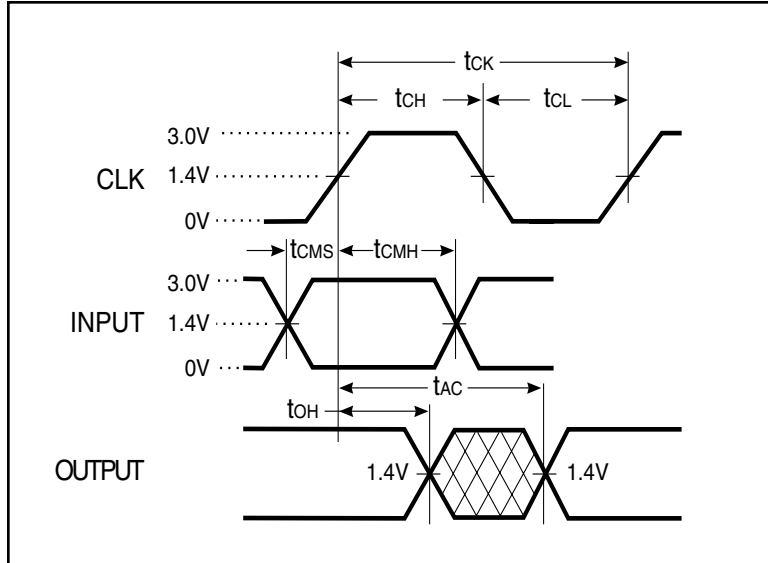 tCK
tCH tCL
3.0V
CLK 1.4V
0V
tCMS tCMH
3.0V
INPUT 1.4V
0V
tAC
tOH
OUTPUT 1.4V 1.4V